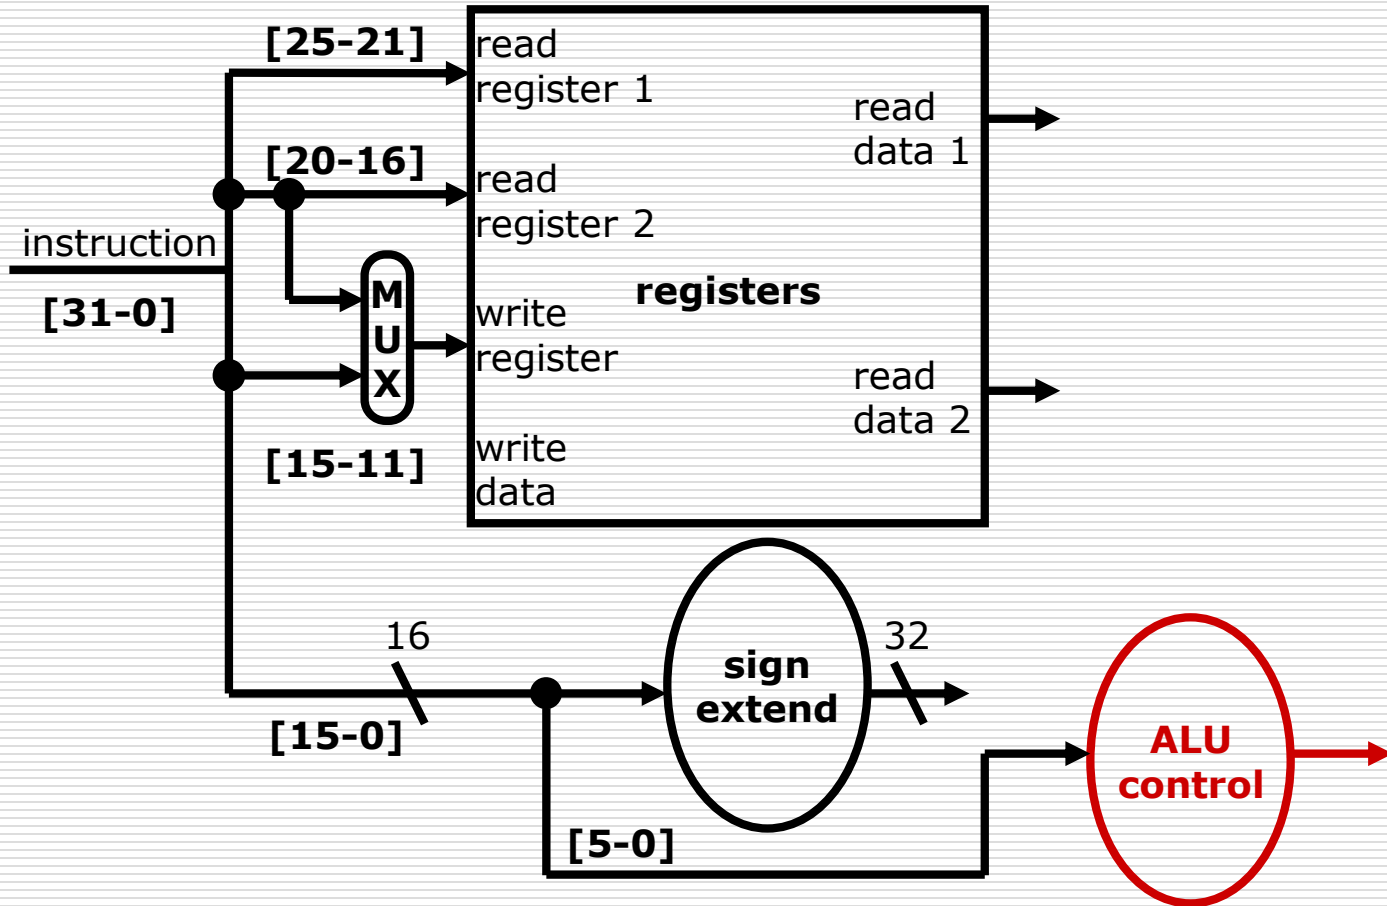 [25-21]
read
register 1
read
data 1
[20-16]
read
register 2
instruction
[31-0]
M
U
X
registers
write
register
read
data 2
[15-11]
write
data
16
32
sign
extend
[15-0]
ALU
control
[5-0]